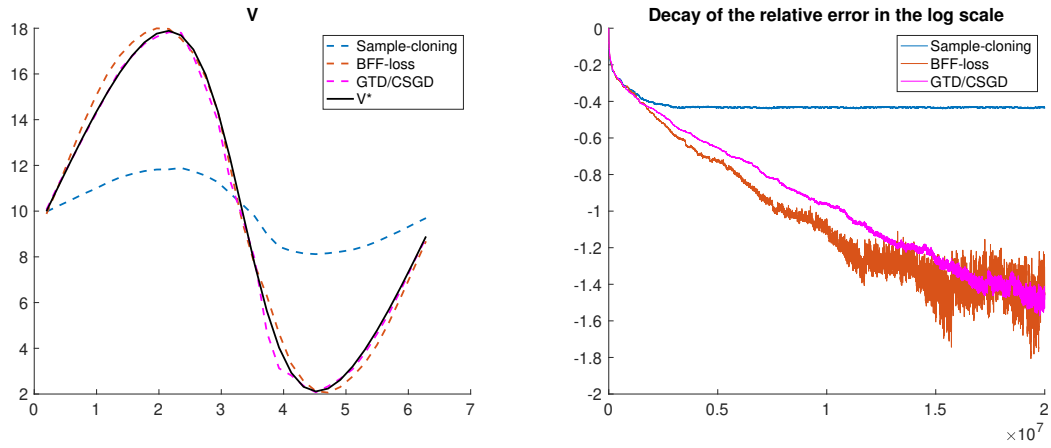 V
18
16
14
12
10
8
6
4
2
0 1 2 3 4 5 6 7
Sample-cloning
BFF-loss
GTD/CSGD
V*
Decay of the relative error in the log scale
0
-0.2
-0.4
-0.6
-0.8
-1
-1.2
-1.4
-1.6
-1.8
-2
0 0.5 1 1.5 2
×10⁷
Sample-cloning
BFF-loss
GTD/CSGD